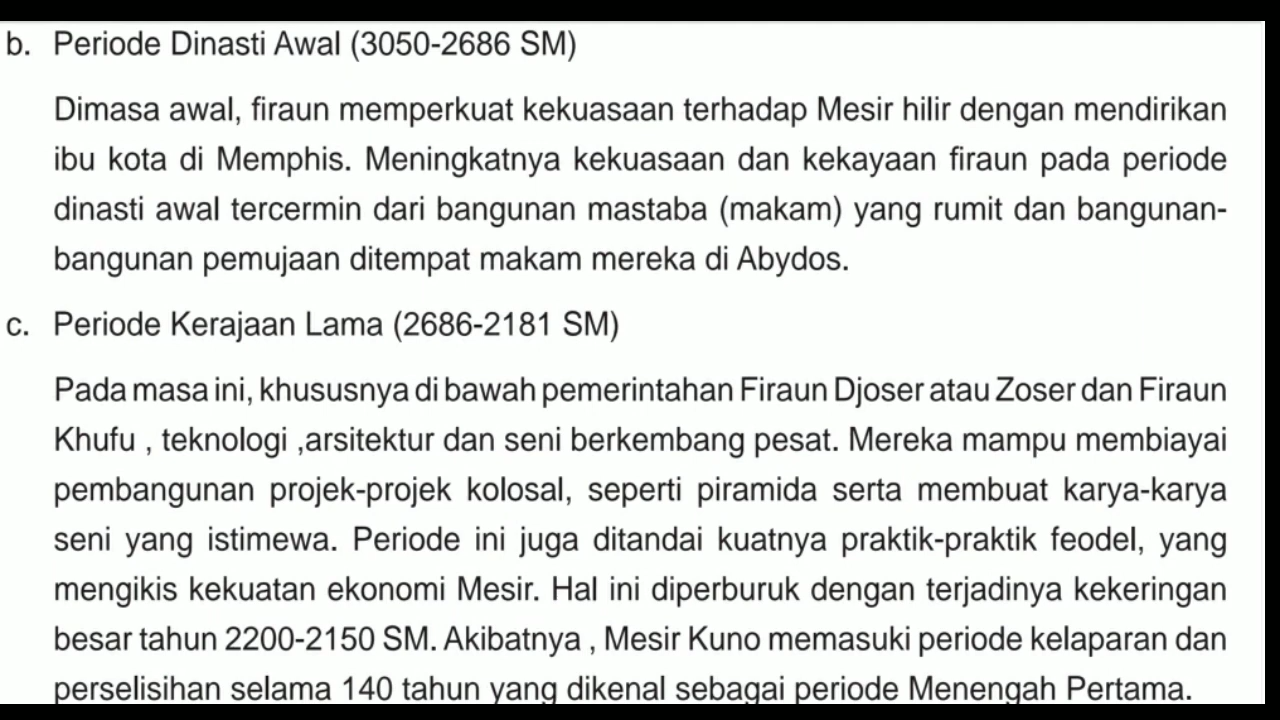 b. Periode Dinasti Awal (3050-2686 SM)
Dimasa awal, firaun memperkuat kekuasaan terhadap Mesir hilir dengan mendirikan
ibu kota di Memphis. Meningkatnya kekuasaan dan kekayaan firaun pada periode
dinasti awal tercermin dari bangunan mastaba (makam) yang rumit dan bangunan-
bangunan pemujaan ditempat makam mereka di Abydos.
c. Periode Kerajaan Lama (2686-2181 SM)
Pada masa ini, khususnya di bawah pemerintahan Firaun Djoser atau Zoser dan Firaun
Khufu , teknologi ,arsitektur dan seni berkembang pesat. Mereka mampu membiayai
pembangunan projek-projek kolosal, seperti piramida serta membuat karya-karya
seni yang istimewa. Periode ini juga ditandai kuatnya praktik-praktik feodel, yang
mengikis kekuatan ekonomi Mesir. Hal ini diperburuk dengan terjadinya kekeringan
besar tahun 2200-2150 SM. Akibatnya , Mesir Kuno memasuki periode kelaparan dan
perselisihan selama 140 tahun yang dikenal sebagai periode Menengah Pertama.